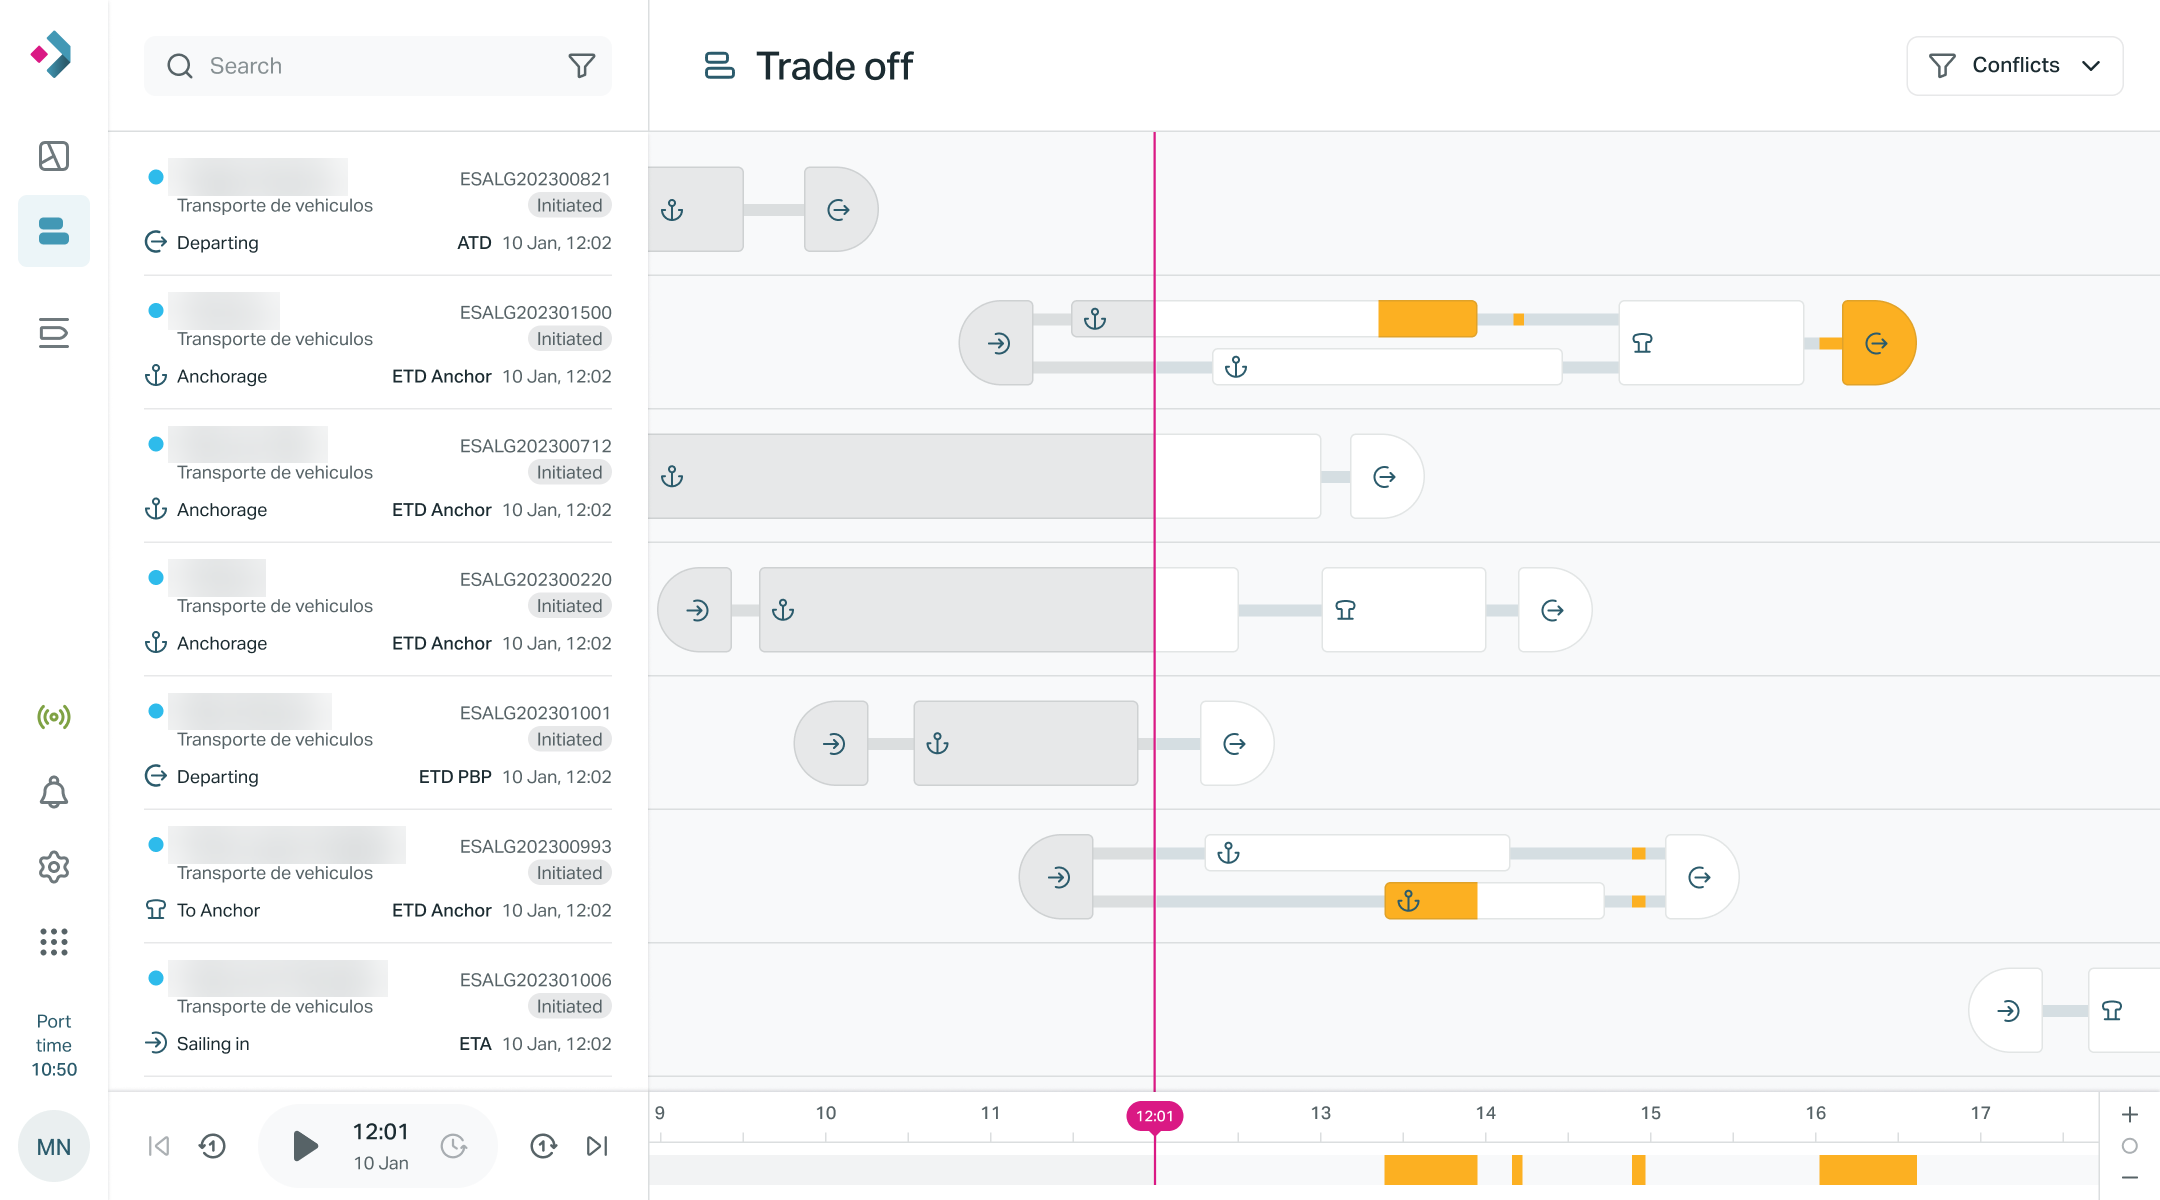 Search
Trade off
Conflicts
ESALG202300821
Transporte de vehiculos
Initiated
Departing
ATD 10 Jan, 12:02
ESALG202301500
Transporte de vehiculos
Initiated
Anchorage
ETD Anchor 10 Jan, 12:02
ESALG202300712
Transporte de vehiculos
Initiated
Anchorage
ETD Anchor 10 Jan, 12:02
ESALG202300220
Transporte de vehiculos
Initiated
Anchorage
ETD Anchor 10 Jan, 12:02
ESALG202301001
Transporte de vehiculos
Initiated
Departing
ETD PBP 10 Jan, 12:02
ESALG202300993
Transporte de vehiculos
Initiated
To Anchor
ETD Anchor 10 Jan, 12:02
ESALG202301006
Transporte de vehiculos
Initiated
Sailing in
ETA 10 Jan, 12:02
Port
time
10:50
MN
1
12:01
10 Jan
1
9 10 11 12:01 13 14 15 16 17